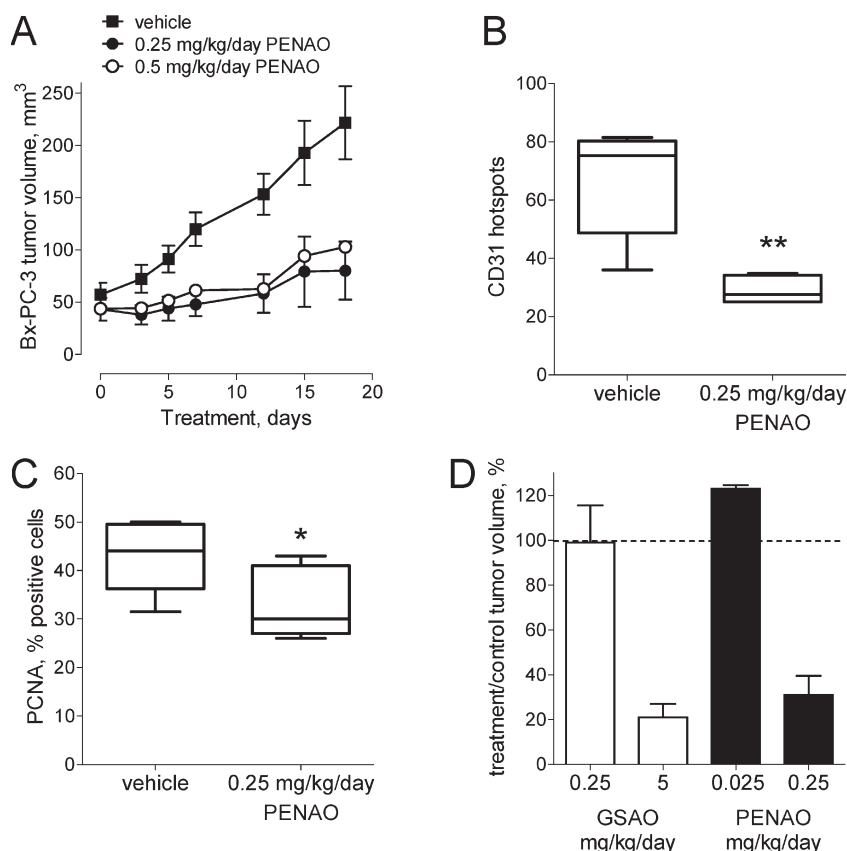 A
vehicle
0.25 mg/kg/day PENAO
0.5 mg/kg/day PENAO
Bx-PC-3 tumor volume, mm³
250
200
150
100
50
0
0 5 10 15 20
Treatment, days
B
CD31 hotspots
100
80
60
40
20
0
**
vehicle 0.25 mg/kg/day
PENAO
C
PCNA, % positive cells
60
50
40
30
20
10
0
*
vehicle 0.25 mg/kg/day
PENAO
D
treatment/control tumor volume, %
120
100
80
60
40
20
0
0.25 5 0.025 0.25
GSAO PENAO
mg/kg/day mg/kg/day